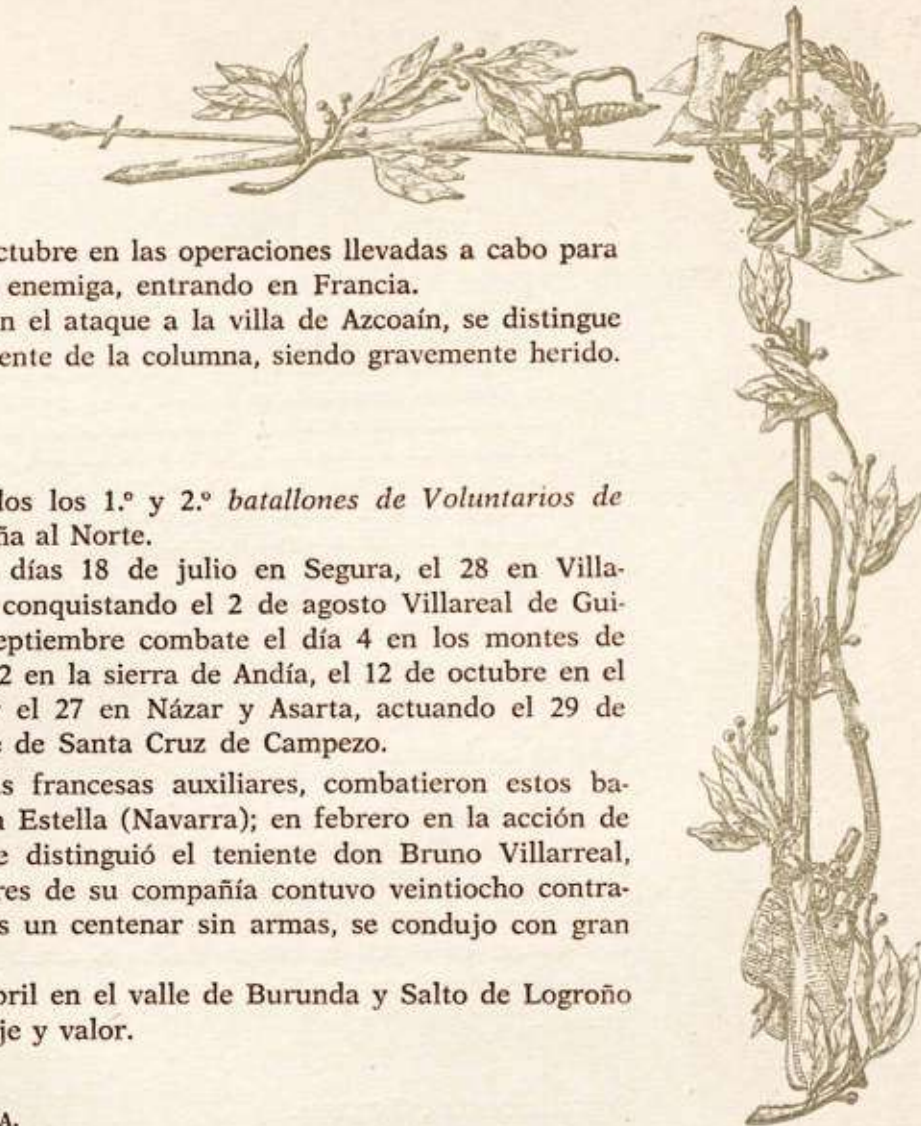 ctubre en las operaciones llevadas a cabo para
enemiga, entrando en Francia.
n el ataque a la villa de Azcoaín, se distingue
ente de la columna, siendo gravemente herido.
los los 1.º y 2.º batallones de Voluntarios de
ña al Norte.
días 18 de julio en Segura, el 28 en Villa-
conquistando el 2 de agosto Villareal de Gui-
eptiembre combate el día 4 en los montes de
2 en la sierra de Andía, el 12 de octubre en el
el 27 en Názar y Asarta, actuando el 29 de
e de Santa Cruz de Campezo.
as francesas auxiliares, combatieron estos ba-
n Estella (Navarra); en febrero en la acción de
e distinguió el teniente don Bruno Villarreal,
res de su compañía contuvo veintiocho contra-
s un centenar sin armas, se condujo con gran
oril en el valle de Burunda y Salto de Logroño
je y valor.
A.